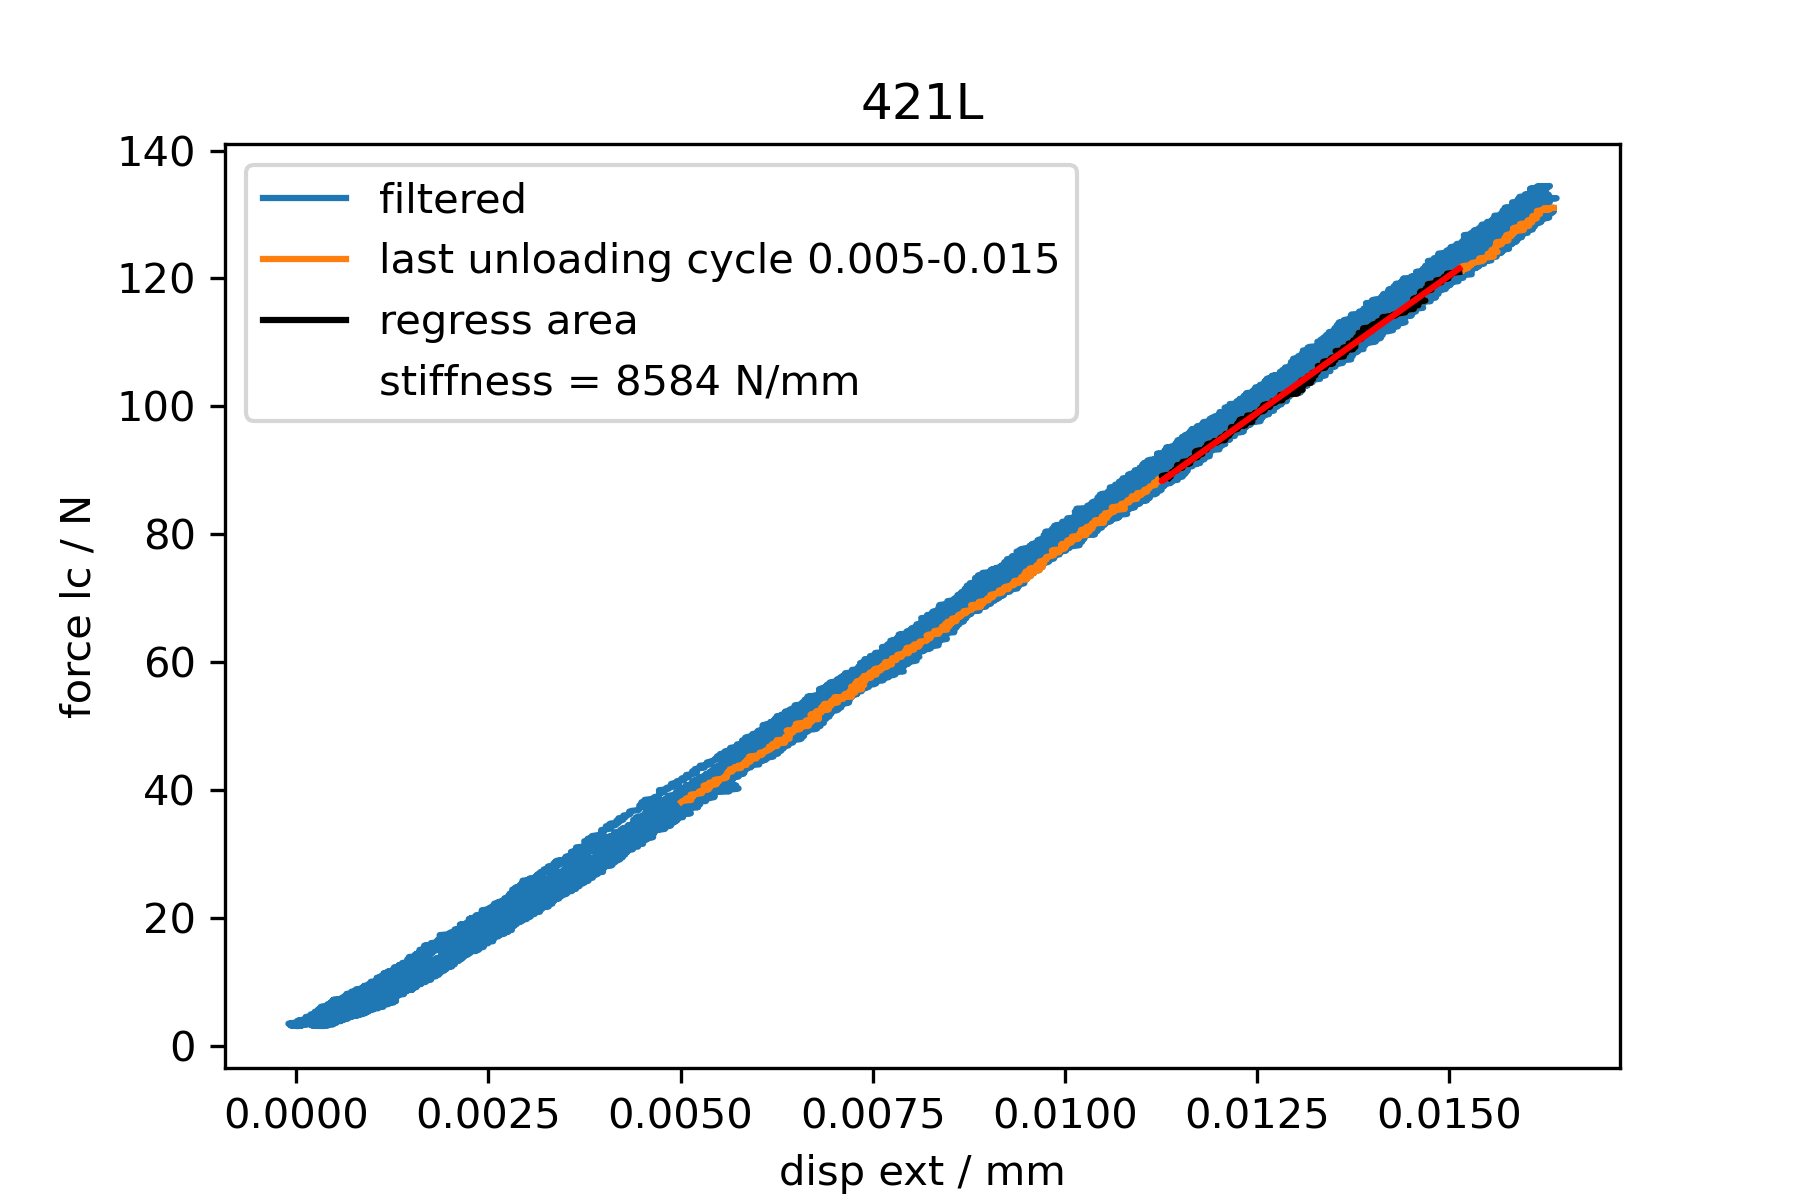 421L
140
120
100
80
60
40
20
0
force lc / N
filtered
last unloading cycle 0.005-0.015
regress area
stiffness = 8584 N/mm
0.0000 0.0025 0.0050 0.0075 0.0100 0.0125 0.0150
disp ext / mm